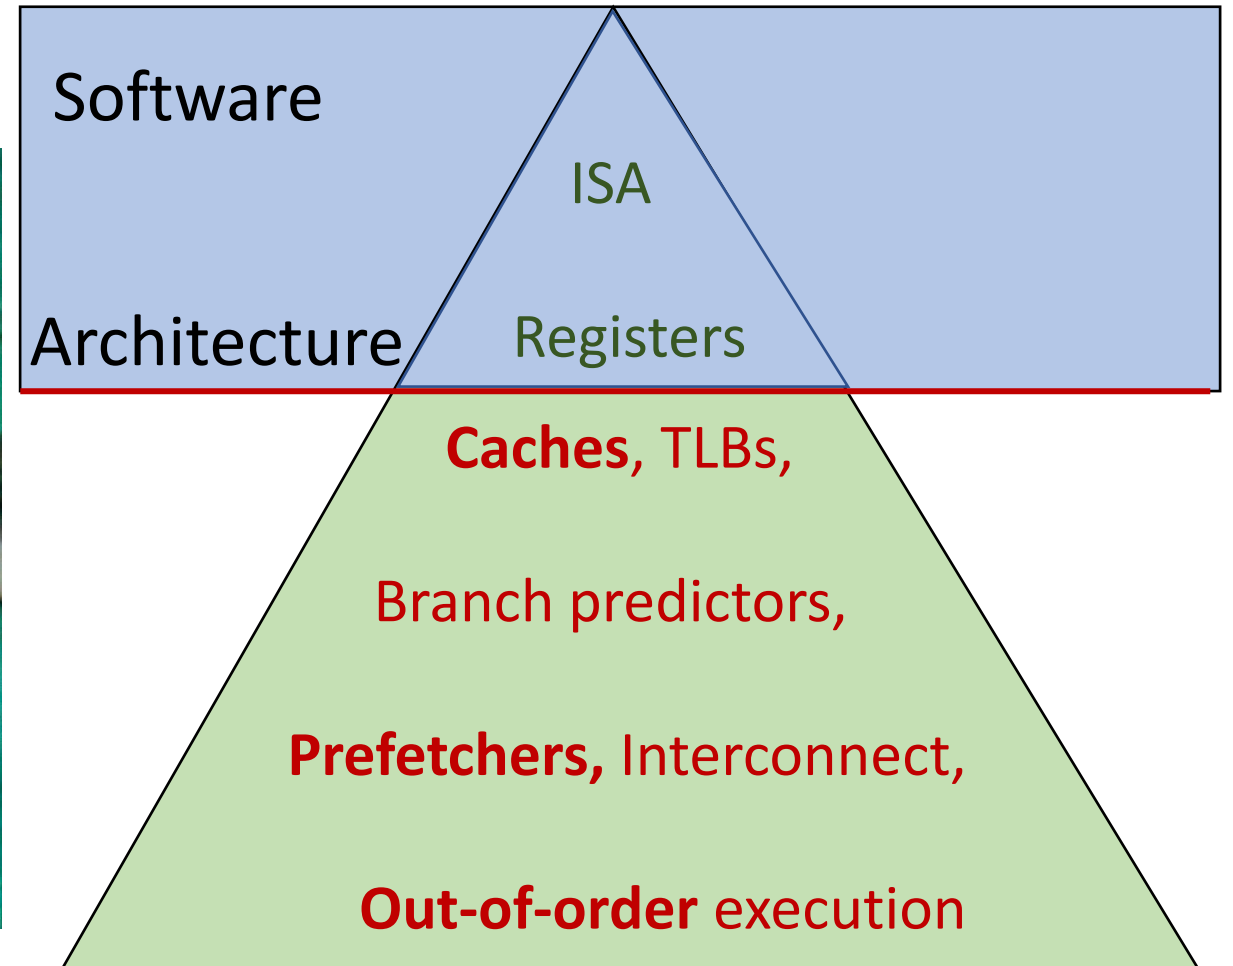 Software
ISA
Architecture
Registers
Caches, TLBs,
Branch predictors,
Prefetchers, Interconnect,
Out-of-order execution